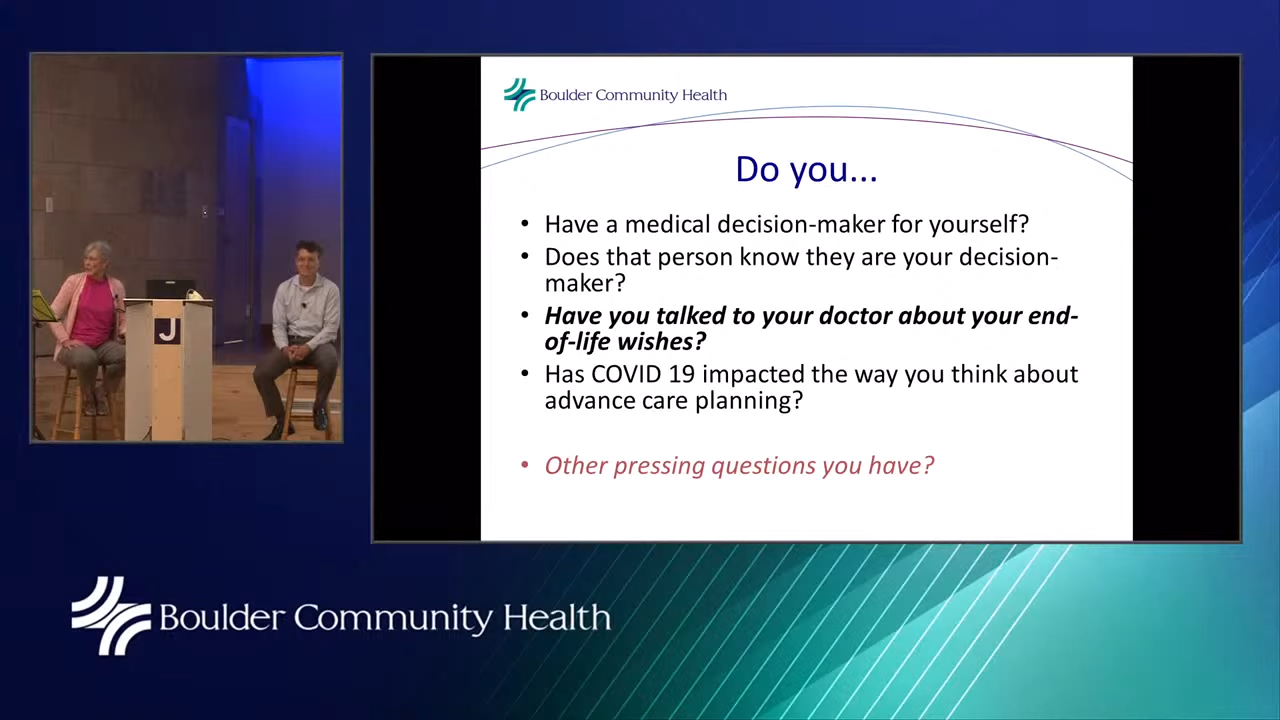 Boulder Community Health
Do you...
• Have a medical decision-maker for yourself?
• Does that person know they are your decision-
maker?
• Have you talked to your doctor about your end-
of-life wishes?
• Has COVID 19 impacted the way you think about
advance care planning?
• Other pressing questions you have?
J
Boulder Community Health